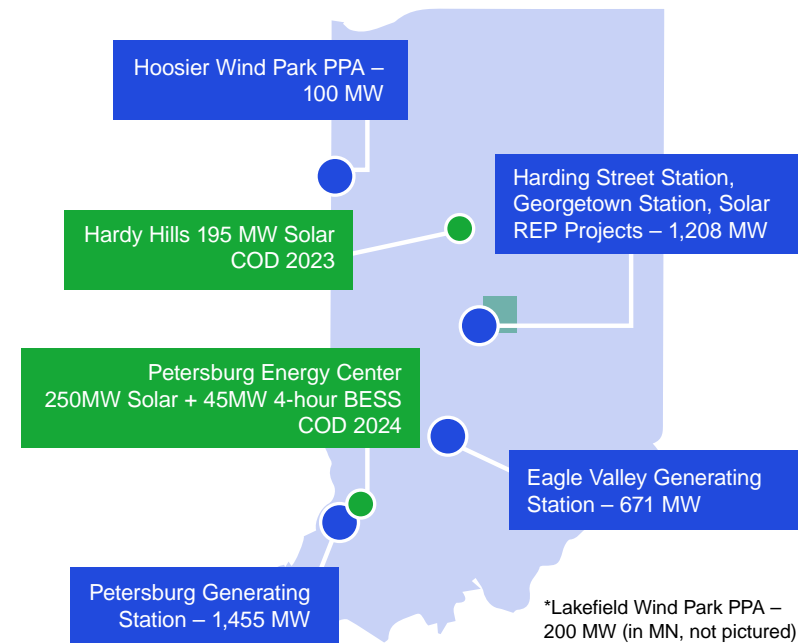 Hoosier Wind Park PPA –
100 MW
Harding Street Station,
Georgetown Station, Solar
REP Projects – 1,208 MW
Hardy Hills 195 MW Solar
COD 2023
Petersburg Energy Center
250MW Solar + 45MW 4-hour BESS
COD 2024
Eagle Valley Generating
Station – 671 MW
Petersburg Generating
Station – 1,455 MW
*Lakefield Wind Park PPA –
200 MW (in MN, not pictured)